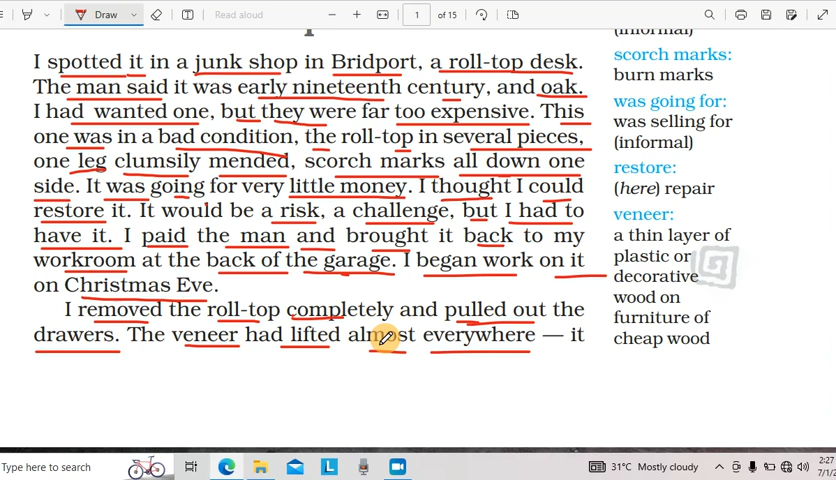 Draw
Read aloud
1
of 15
(informal)
I spotted it in a junk shop in Bridport, a roll-top desk.
The man said it was early nineteenth century, and oak.
I had wanted one, but they were far too expensive. This
one was in a bad condition, the roll-top in several pieces,
one leg clumsily mended, scorch marks all down one
side. It was going for very little money. I thought I could
restore it. It would be a risk, a challenge, but I had to
have it. I paid the man and brought it back to my
workroom at the back of the garage. I began work on it
on Christmas Eve.
I removed the roll-top completely and pulled out the
drawers. The veneer had lifted almost everywhere — it
scorch marks:
burn marks
was going for:
was selling for
(informal)
restore:
(here) repair
veneer:
a thin layer of
plastic or
decorative
wood on
furniture of
cheap wood
Type here to search
L
31°C Mostly cloudy
2:27